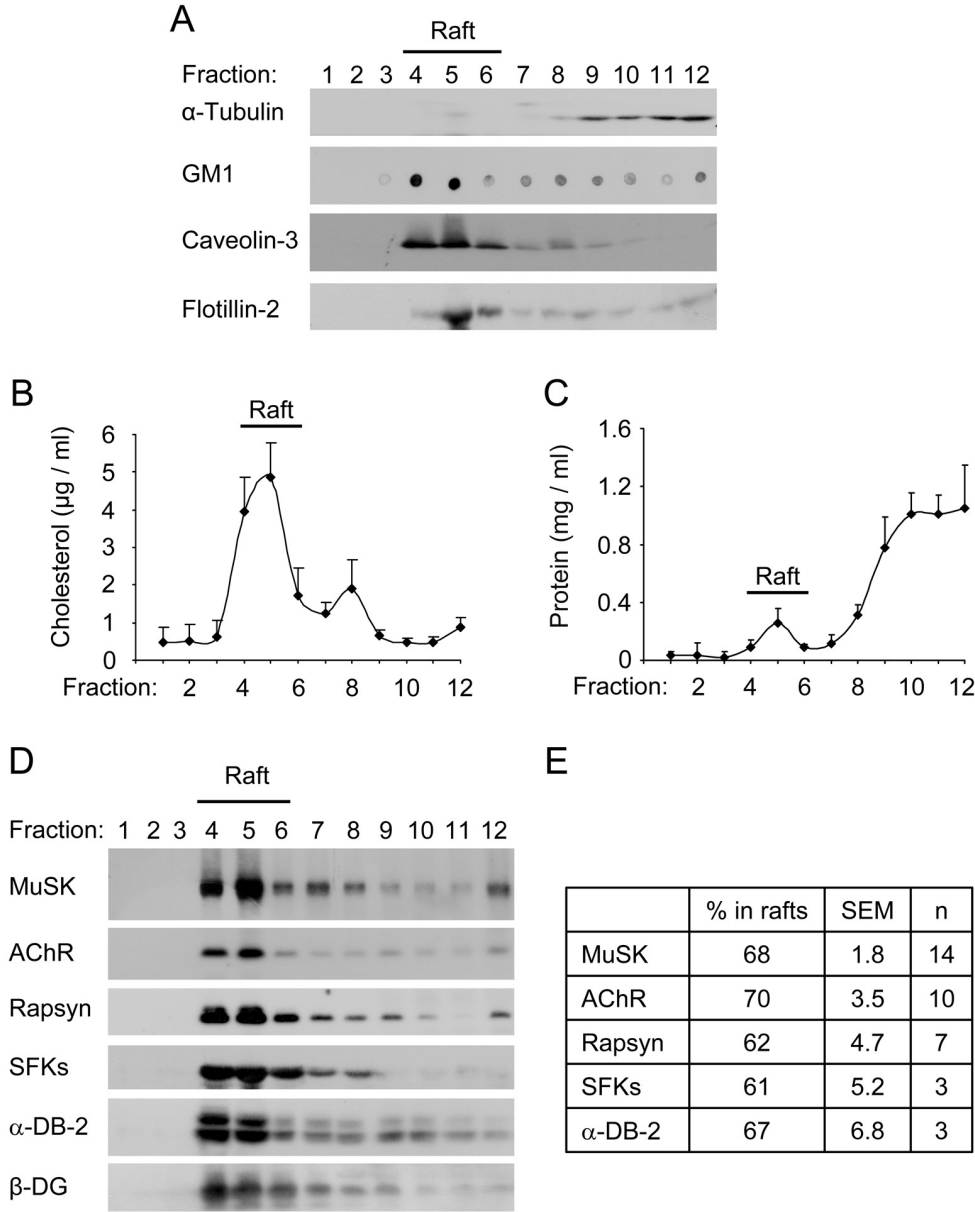 A
Raft
Fraction: 1 2 3 4 5 6 7 8 9 10 11 12
α-Tubulin
GM1
Caveolin-3
Flotillin-2
B
Raft
Cholesterol (µg / ml)
6
5
4
3
2
1
0
Fraction: 2 4 6 8 10 12
C
Raft
Protein (mg / ml)
1.6
1.2
0.8
0.4
0
Fraction: 2 4 6 8 10 12
D
Raft
Fraction: 1 2 3 4 5 6 7 8 9 10 11 12
MuSK
AChR
Rapsyn
SFKs
α-DB-2
β-DG
E
% in rafts SEM n
MuSK 68 1.8 14
AChR 70 3.5 10
Rapsyn 62 4.7 7
SFKs 61 5.2 3
α-DB-2 67 6.8 3